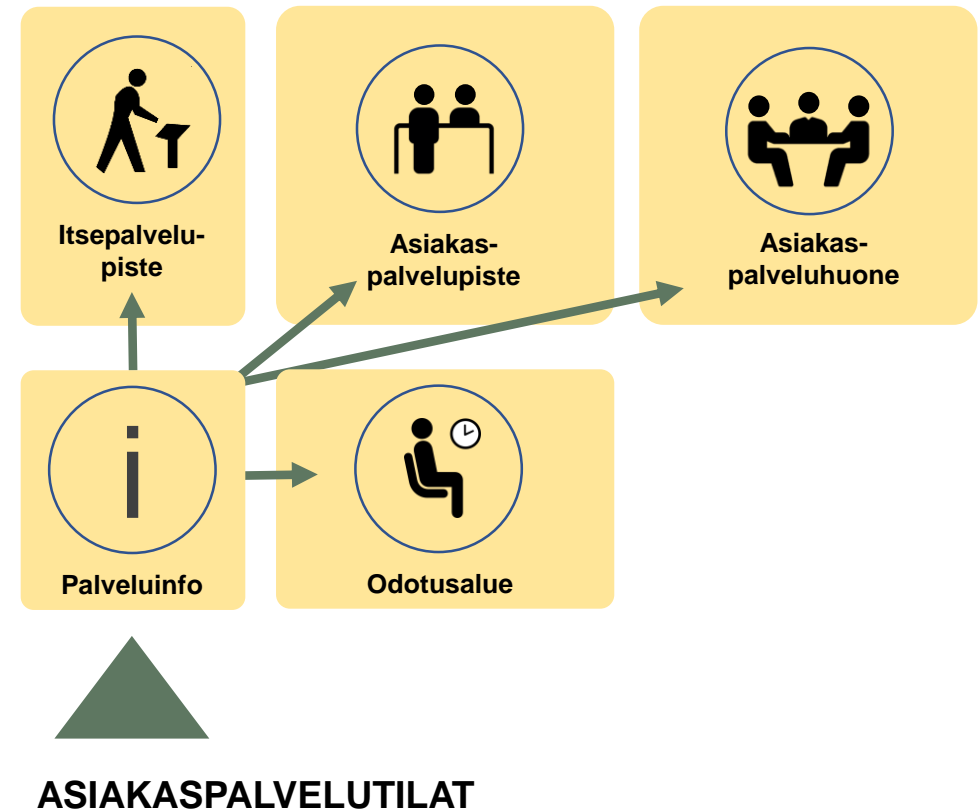 Itsepalvelu-
piste
Asiakas-
palvelupiste
Asiakas-
palveluhuone
i
Palveluinfo
Odotusalue
ASIAKASPALVELUTILAT